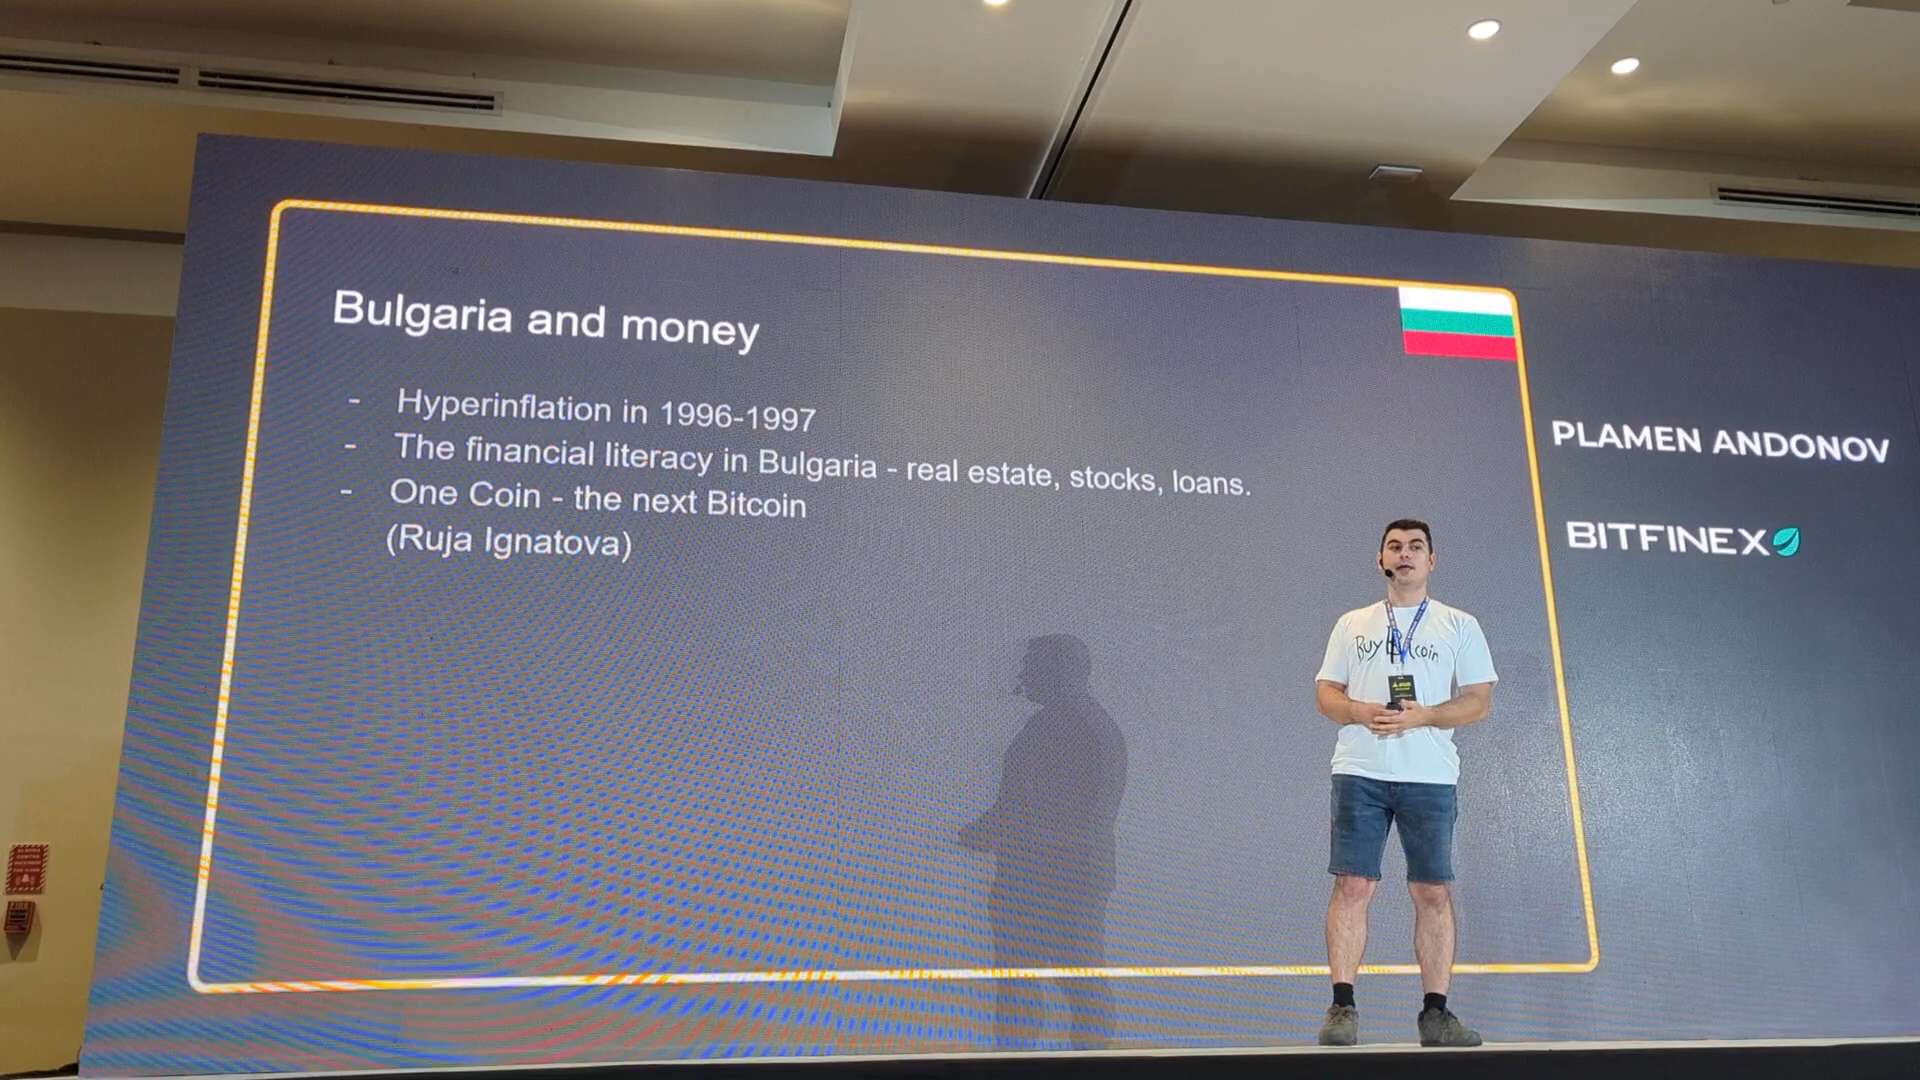 Bulgaria and money
- Hyperinflation in 1996-1997
- The financial literacy in Bulgaria - real estate, stocks, loans.
- One Coin - the next Bitcoin
(Ruja Ignatova)
PLAMEN ANDONOV
BITFINEX
Buy Bitcoin